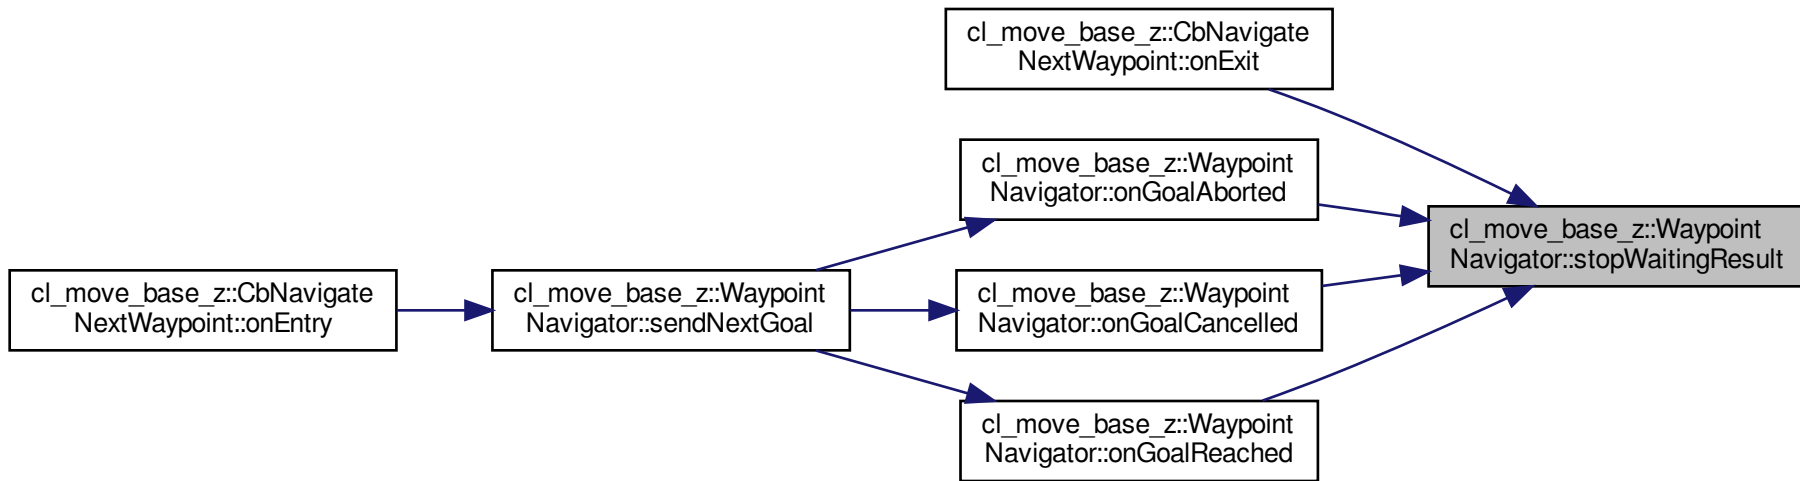 cl_move_base_z::CbNavigate
NextWaypoint::onExit
cl_move_base_z::Waypoint
Navigator::onGoalAborted
cl_move_base_z::Waypoint
Navigator::stopWaitingResult
cl_move_base_z::CbNavigate
NextWaypoint::onEntry
cl_move_base_z::Waypoint
Navigator::sendNextGoal
cl_move_base_z::Waypoint
Navigator::onGoalCancelled
cl_move_base_z::Waypoint
Navigator::onGoalReached